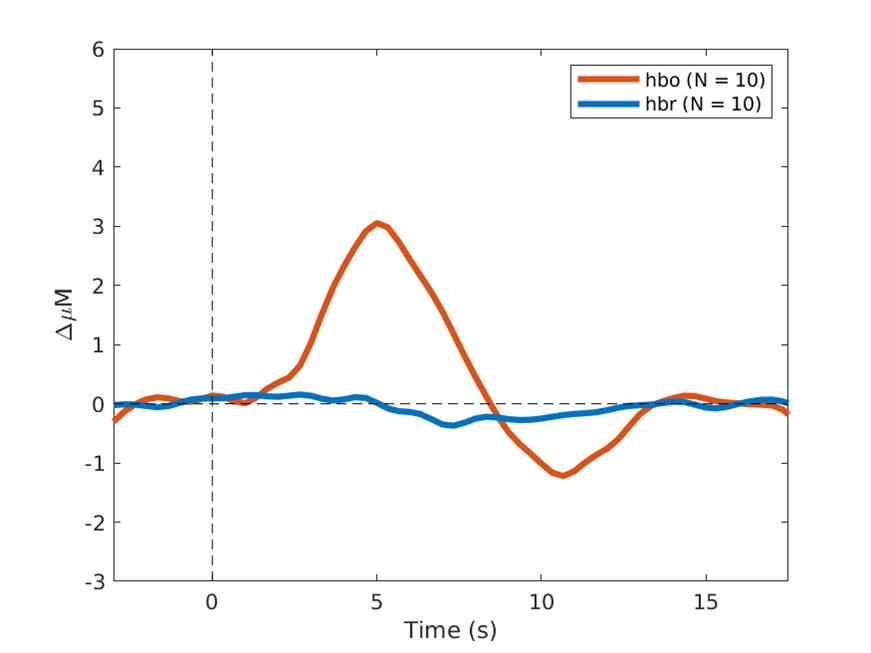 6
5
4
3
2
1
0
-1
-2
-3
ΔμM
hbo (N = 10)
hbr (N = 10)
0 5 10 15
Time (s)